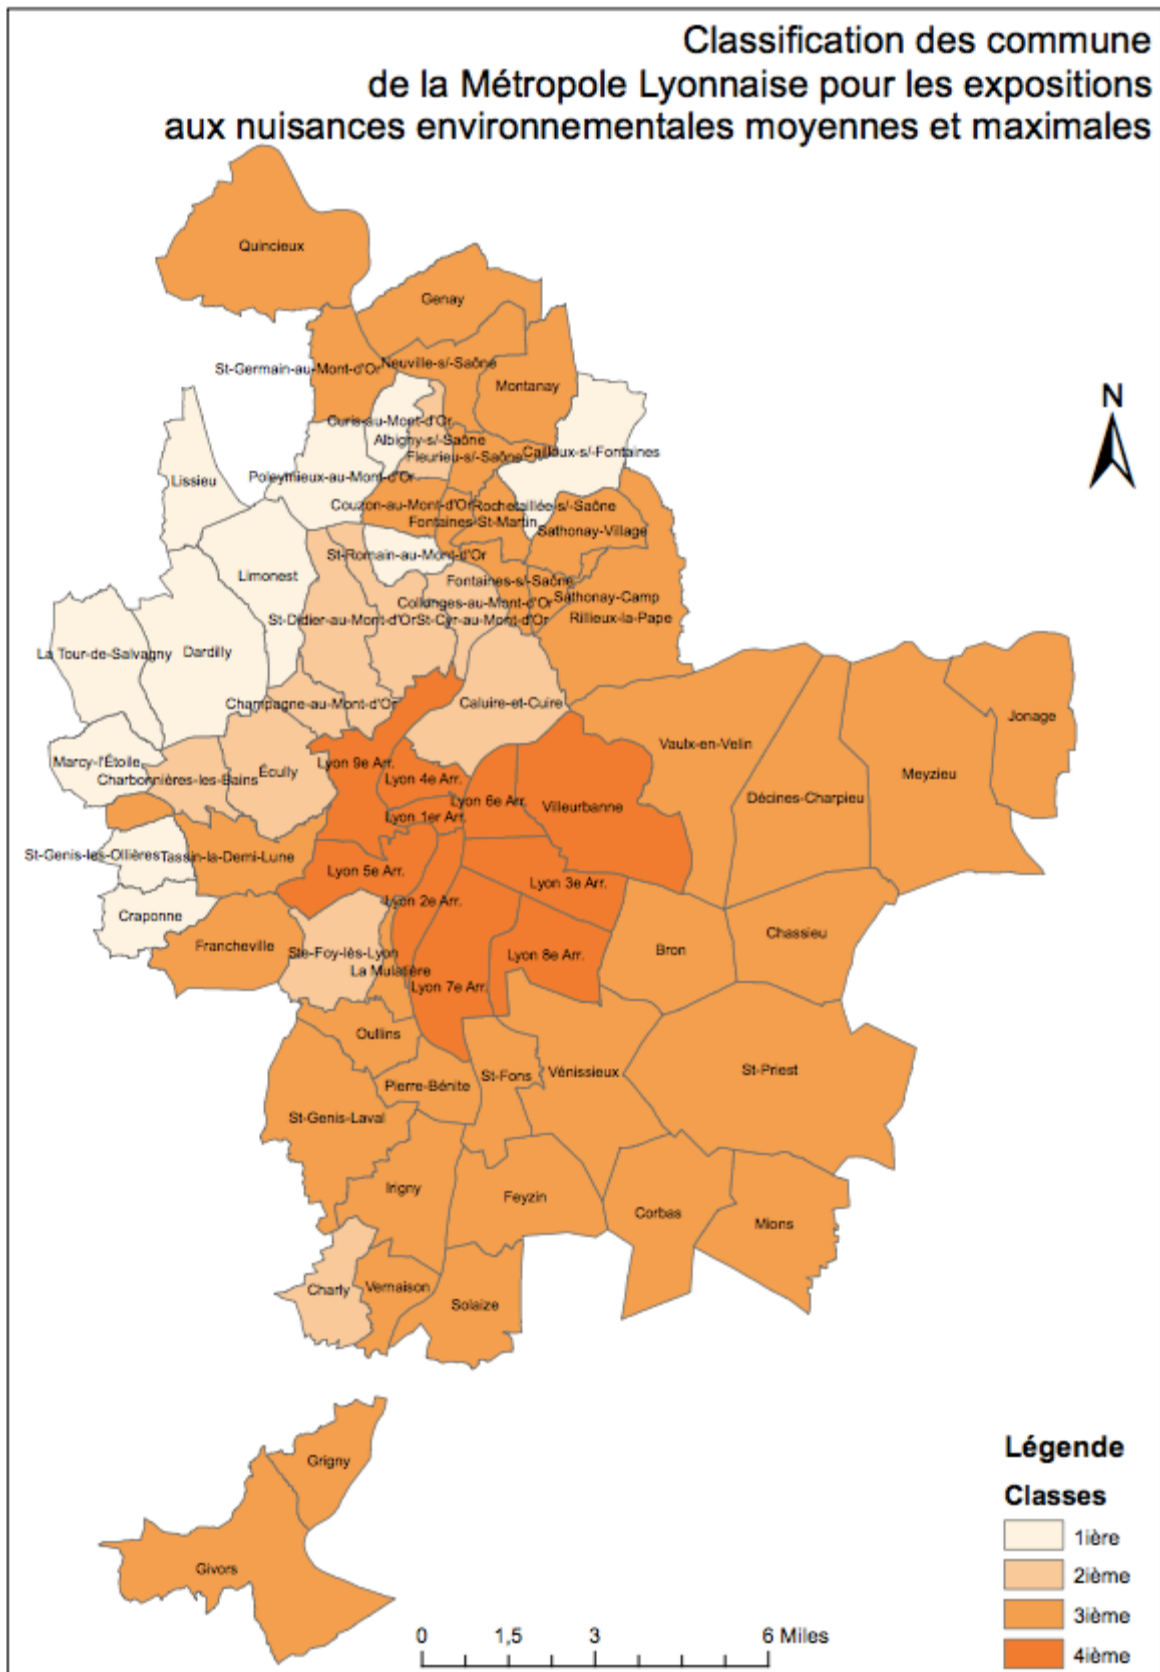 Classification des commune
de la Métropole Lyonnaise pour les expositions
aux nuisances environnementales moyennes et maximales
Quincieux
Genay
St-Germain-au-Mont-d'Or
Neuville-s/-Saône
Montanay
N
Curis-au-Mont-d'Or
Albigny-s/-Saône
Cailloux-s/-Fontaines
Fleurieu-s/-Saône
Lissieu
Poleymieux-au-Mont-d'Or
Couzon-au-Mont-d'Or
Rochetaillée-s/-Saône
Fontaines-St-Martin
Sathonay-Village
St-Romain-au-Mont-d'Or
Limonest
Fontaines-s/-Saône
Sathonay-Camp
Collonges-au-Mont-d'Or
St-Didier-au-Mont-d'Or
St-Cyr-au-Mont-d'Or
Rillieux-la-Pape
La Tour-de-Salvagny
Dardilly
Champagne-au-Mont-d'Or
Caluire-et-Cuire
Jonage
Vaulx-en-Velin
Marcy-l'Étoile
Lyon 9e Arr.
Écully
Charbonnières-les-Bains
Lyon 4e Arr.
Meyzieu
Lyon 6e Arr.
Villeurbanne
Décines-Charpieu
Lyon 1er Arr.
St-Genis-les-Ollières
Tassin-la-Demi-Lune
Lyon 5e Arr.
Lyon 3e Arr.
Lyon 2e Arr.
Craponne
Francheville
Ste-Foy-lès-Lyon
Lyon 8e Arr.
Bron
Chassieu
La Mulatière
Lyon 7e Arr.
Oullins
Pierre-Bénite
St-Fons
Vénissieux
St-Priest
St-Genis-Laval
Irigny
Feyzin
Corbas
Mions
Charly
Vernaison
Solaize
Grigny
Givors
Légende
Classes
1ière
2ième
3ième
4ième
0 1,5 3 6 Miles